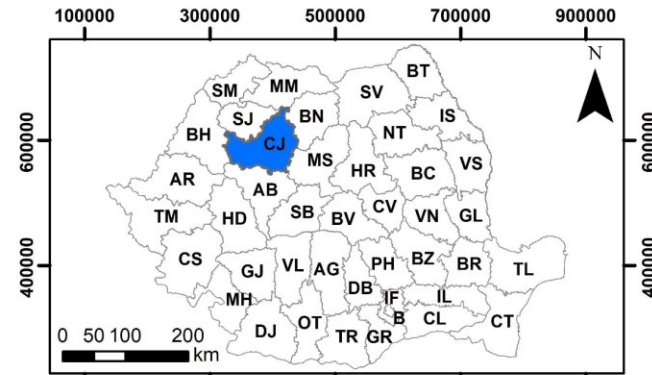 100000 300000 500000 700000 900000
N
BT
SM MM SV
SJ BN IS
600000 BH CJ NT 600000
MS HR BC VS
AR AB
TM HD SB BV CV VN GL
CS
400000 GJ VL AG PH BZ BR TL 400000
MH DB IF IL
DJ OT TR GR B CL CT
0 50 100 200
km